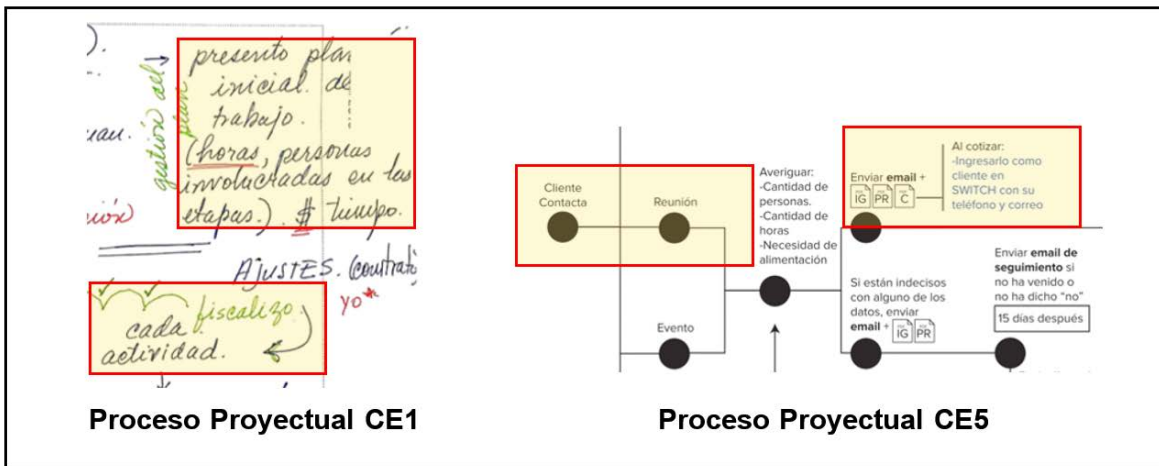 ).
gestión del plan
presento plan
inicial de
trabajo.
(horas, personas
involucradas en las
etapas.) $ tiempo.
AJUSTES. (contrato
yo*
fiscalizo
cada
actividad.
Proceso Proyectual CE1
Cliente
Contacta
Reunión
Evento
Averiguar:
-Cantidad de
personas.
-Cantidad de
horas
-Necesidad de
alimentación
Enviar email +
IG PR C
Al cotizar:
-Ingresarlo como
cliente en
SWITCH con su
teléfono y correo
Si están indecisos
con alguno de los
datos, enviar
email + IG PR
Enviar email de
seguimiento si
no ha venido o
no ha dicho “no”
15 días después
Proceso Proyectual CE5